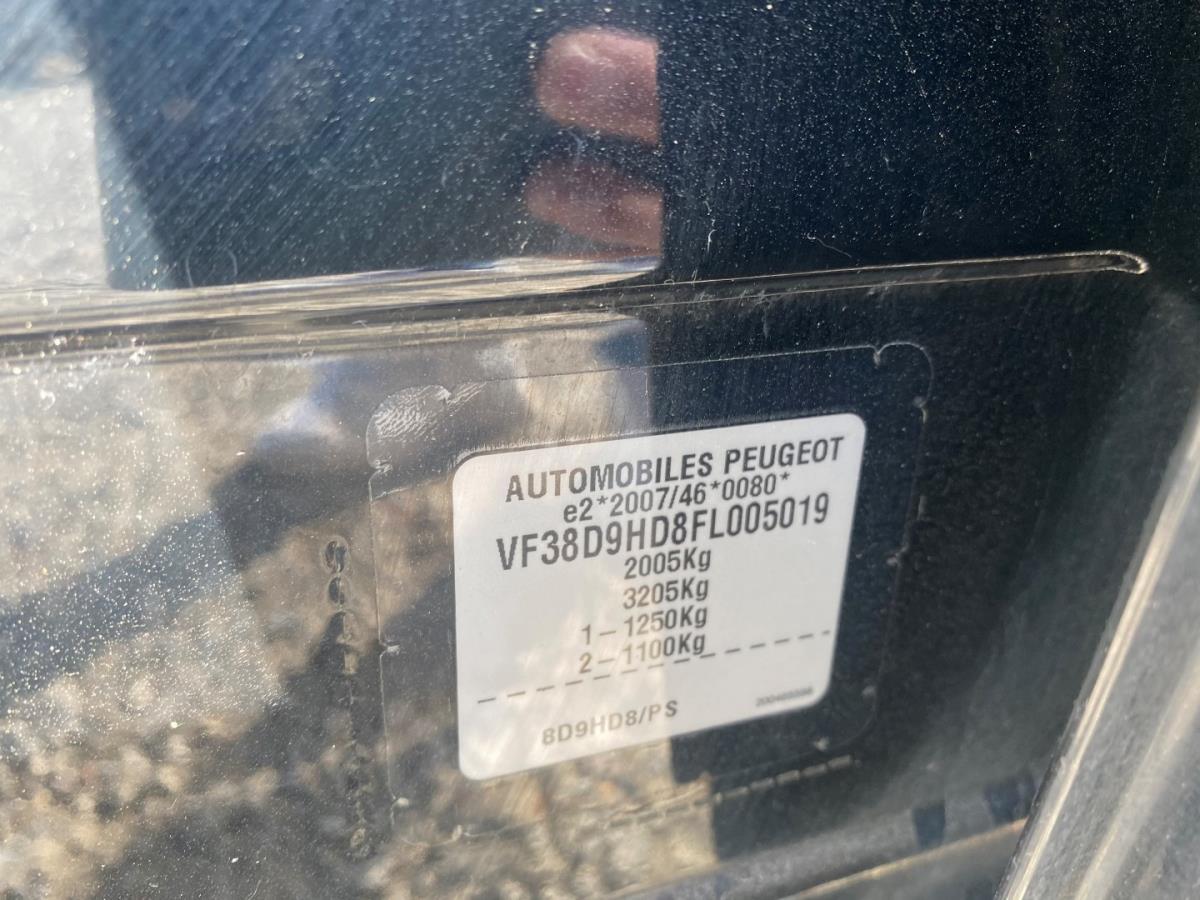 AUTOMOBILES PEUGEOT
e2*2007/46*0080*
VF38D9HD8FL005019
2005Kg
3205Kg
1–1250Kg
2–1100Kg
8D9HD8/PS